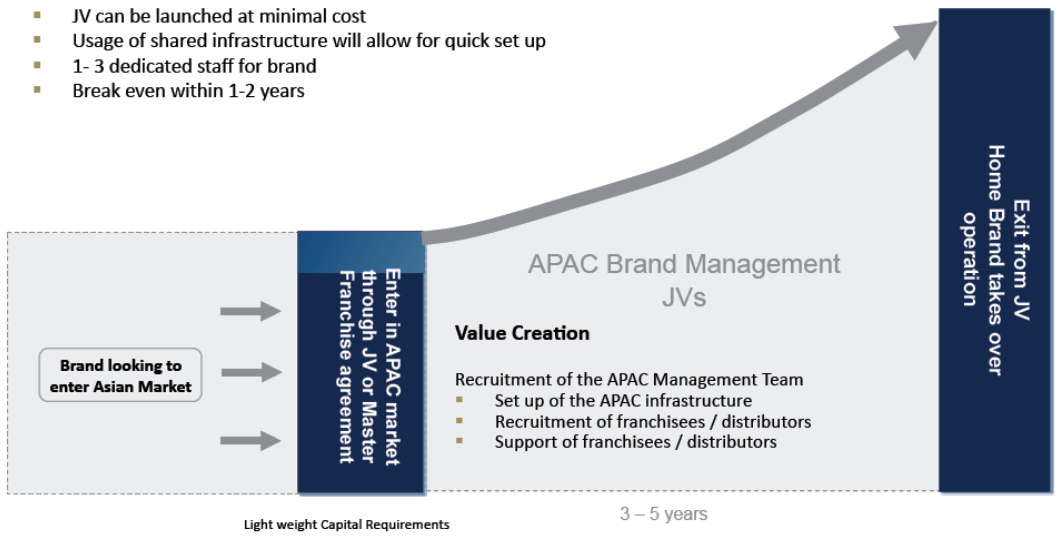 ▪ JV can be launched at minimal cost
▪ Usage of shared infrastructure will allow for quick set up
▪ 1- 3 dedicated staff for brand
▪ Break even within 1-2 years
Brand looking to
enter Asian Market
Enter in APAC market
through JV or Master
Franchise agreement
APAC Brand Management
JVs
Value Creation
Recruitment of the APAC Management Team
▪ Set up of the APAC infrastructure
▪ Recruitment of franchisees / distributors
▪ Support of franchisees / distributors
Exit from JV
Home Brand takes over
operation
Light weight Capital Requirements
3 – 5 years